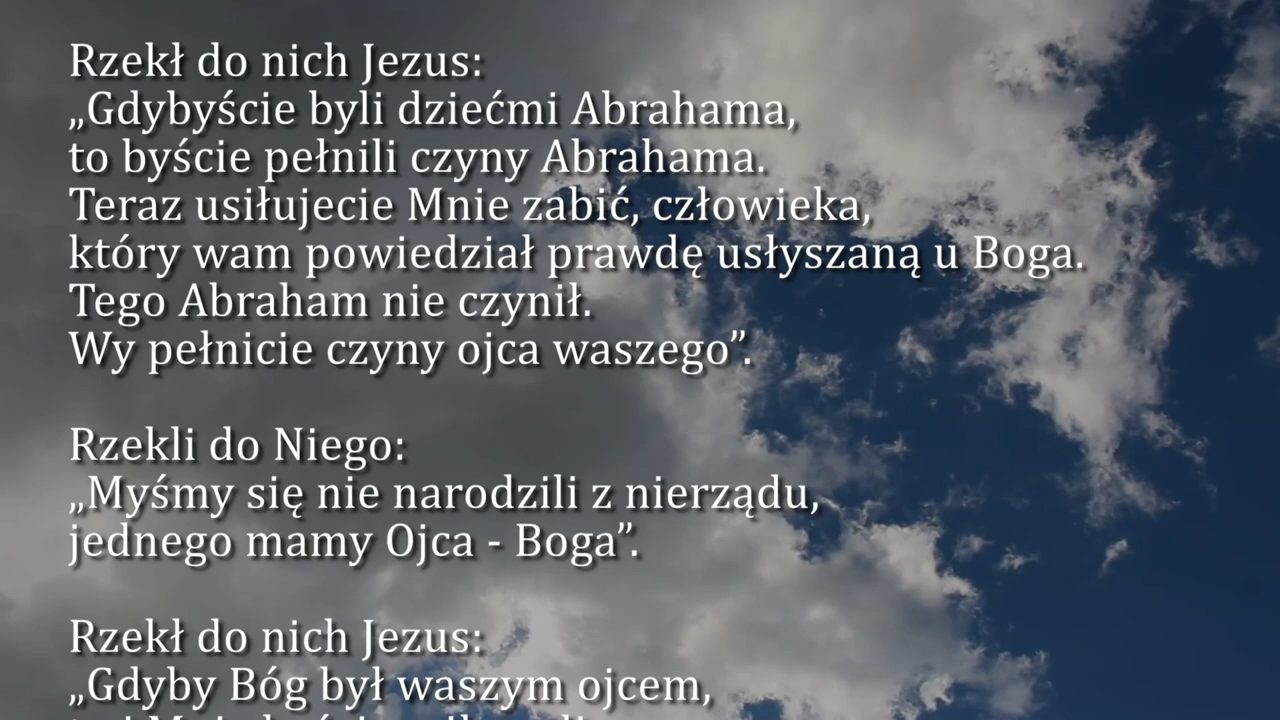 Rzekł do nich Jezus:
„Gdybyście byli dziećmi Abrahama,
to byście pełnili czyny Abrahama.
Teraz usiłujecie Mnie zabić, człowieka,
który wam powiedział prawdę usłyszaną u Boga.
Tego Abraham nie czynił.
Wy pełnicie czyny ojca waszego”.
Rzekli do Niego:
„Myśmy się nie narodzili z nierządu,
jednego mamy Ojca - Boga”.
Rzekł do nich Jezus:
„Gdyby Bóg był waszym ojcem,